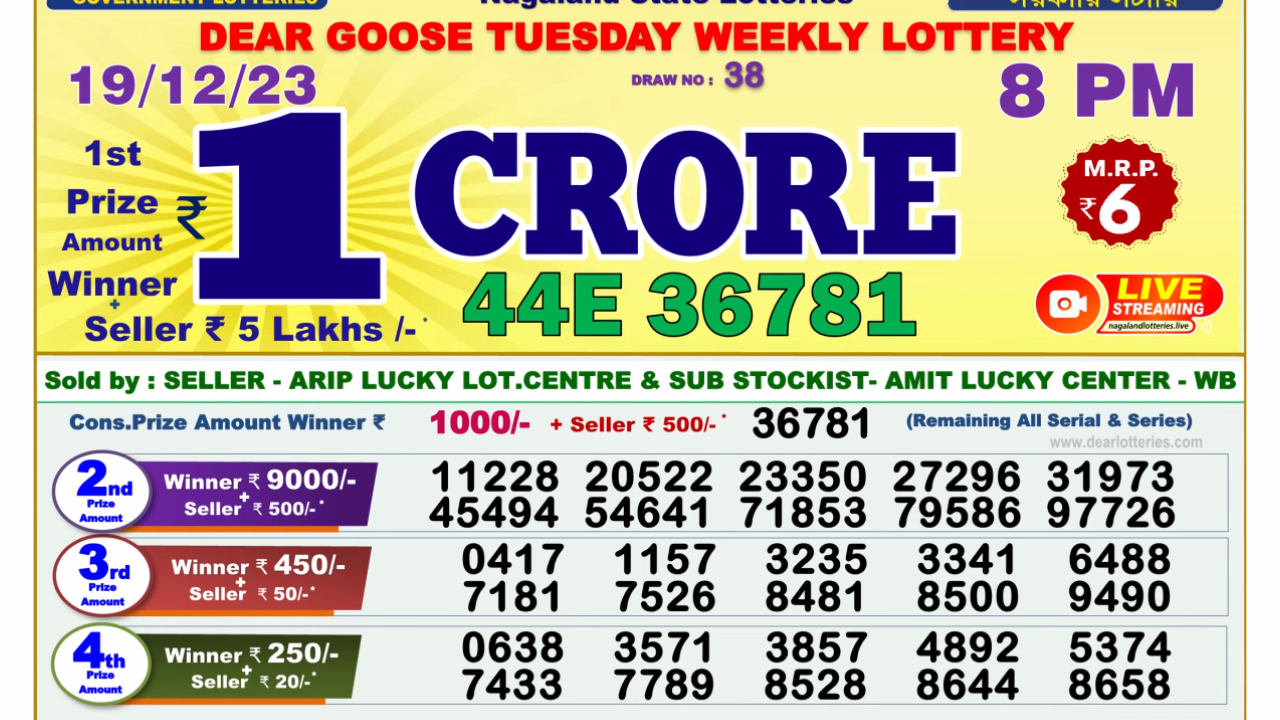 GOVERNMENT LOTTERIES
Nagaland State Lotteries
DEAR GOOSE TUESDAY WEEKLY LOTTERY
19/12/23
DRAW NO : 38
8 PM
1st
Prize
Amount
₹ 1 CRORE
M.R.P.
₹6
Winner
+
Seller ₹ 5 Lakhs /-*
44E 36781
LIVE
STREAMING
nagalandlotteries.live
Sold by : SELLER - ARIP LUCKY LOT.CENTRE & SUB STOCKIST- AMIT LUCKY CENTER - WB
Cons.Prize Amount Winner ₹ 1000/- + Seller ₹ 500/-* 36781 (Remaining All Serial & Series)
www.dearlotteries.com
2nd
Prize
Amount
Winner ₹ 9000/-
+
Seller ₹ 500/-*
11228 20522 23350 27296 31973
45494 54641 71853 79586 97726
3rd
Prize
Amount
Winner ₹ 450/-
+
Seller ₹ 50/-*
0417 1157 3235 3341 6488
7181 7526 8481 8500 9490
4th
Prize
Amount
Winner ₹ 250/-
+
Seller ₹ 20/-*
0638 3571 3857 4892 5374
7433 7789 8528 8644 8658